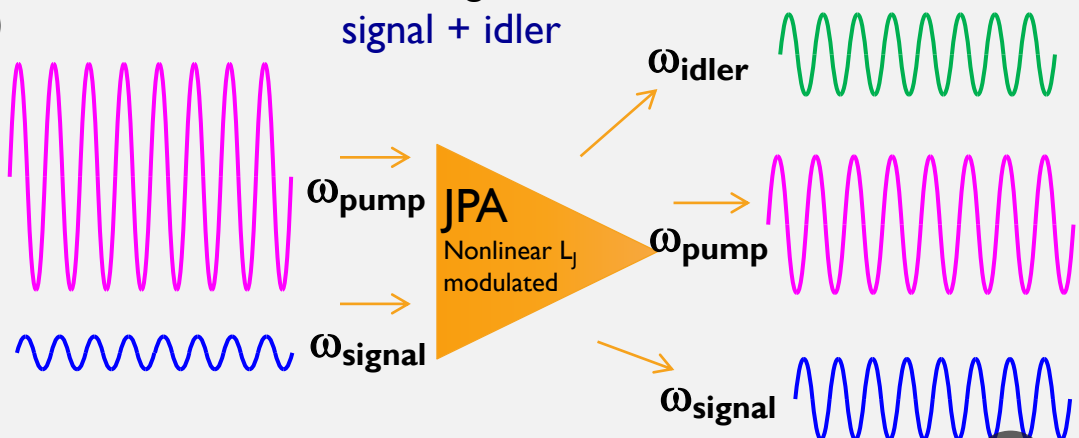 signal + idler
ωidler
ωpump
JPA
Nonlinear LJ
modulated
ωpump
ωsignal
ωsignal